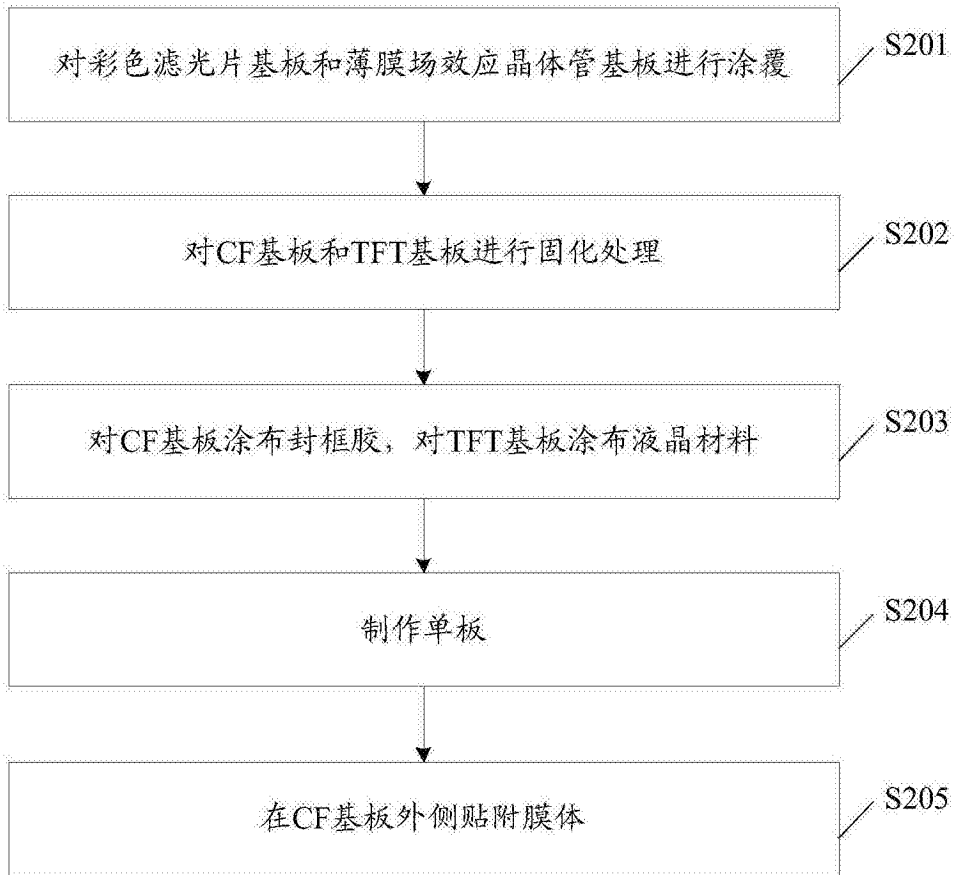 对彩色滤光片基板和薄膜场效应晶体管基板进行涂覆
S201
对CF基板和TFT基板进行固化处理
S202
对CF基板涂布封框胶，对TFT基板涂布液晶材料
S203
制作单板
S204
在CF基板外侧贴附膜体
S205